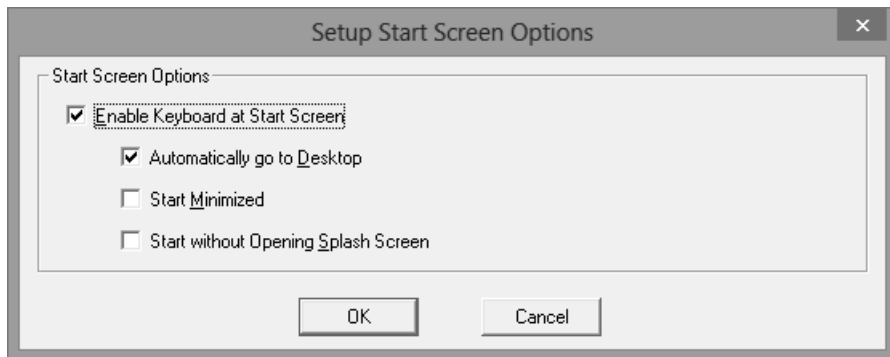 Setup Start Screen Options
Start Screen Options
Enable Keyboard at Start Screen
Automatically go to Desktop
Start Minimized
Start without Opening Splash Screen
OK Cancel